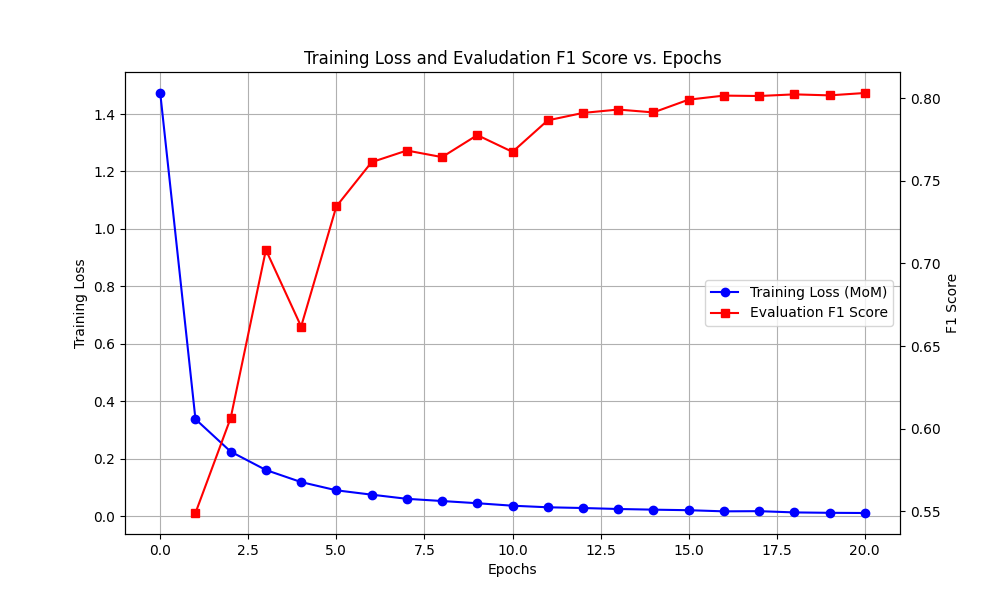 Training Loss and Evaludation F1 Score vs. Epochs
1.4
1.2
1.0
0.8
0.6
0.4
0.2
0.0
Training Loss
0.80
0.75
0.70
0.65
0.60
0.55
F1 Score
Training Loss (MoM)
Evaluation F1 Score
0.0 2.5 5.0 7.5 10.0 12.5 15.0 17.5 20.0
Epochs